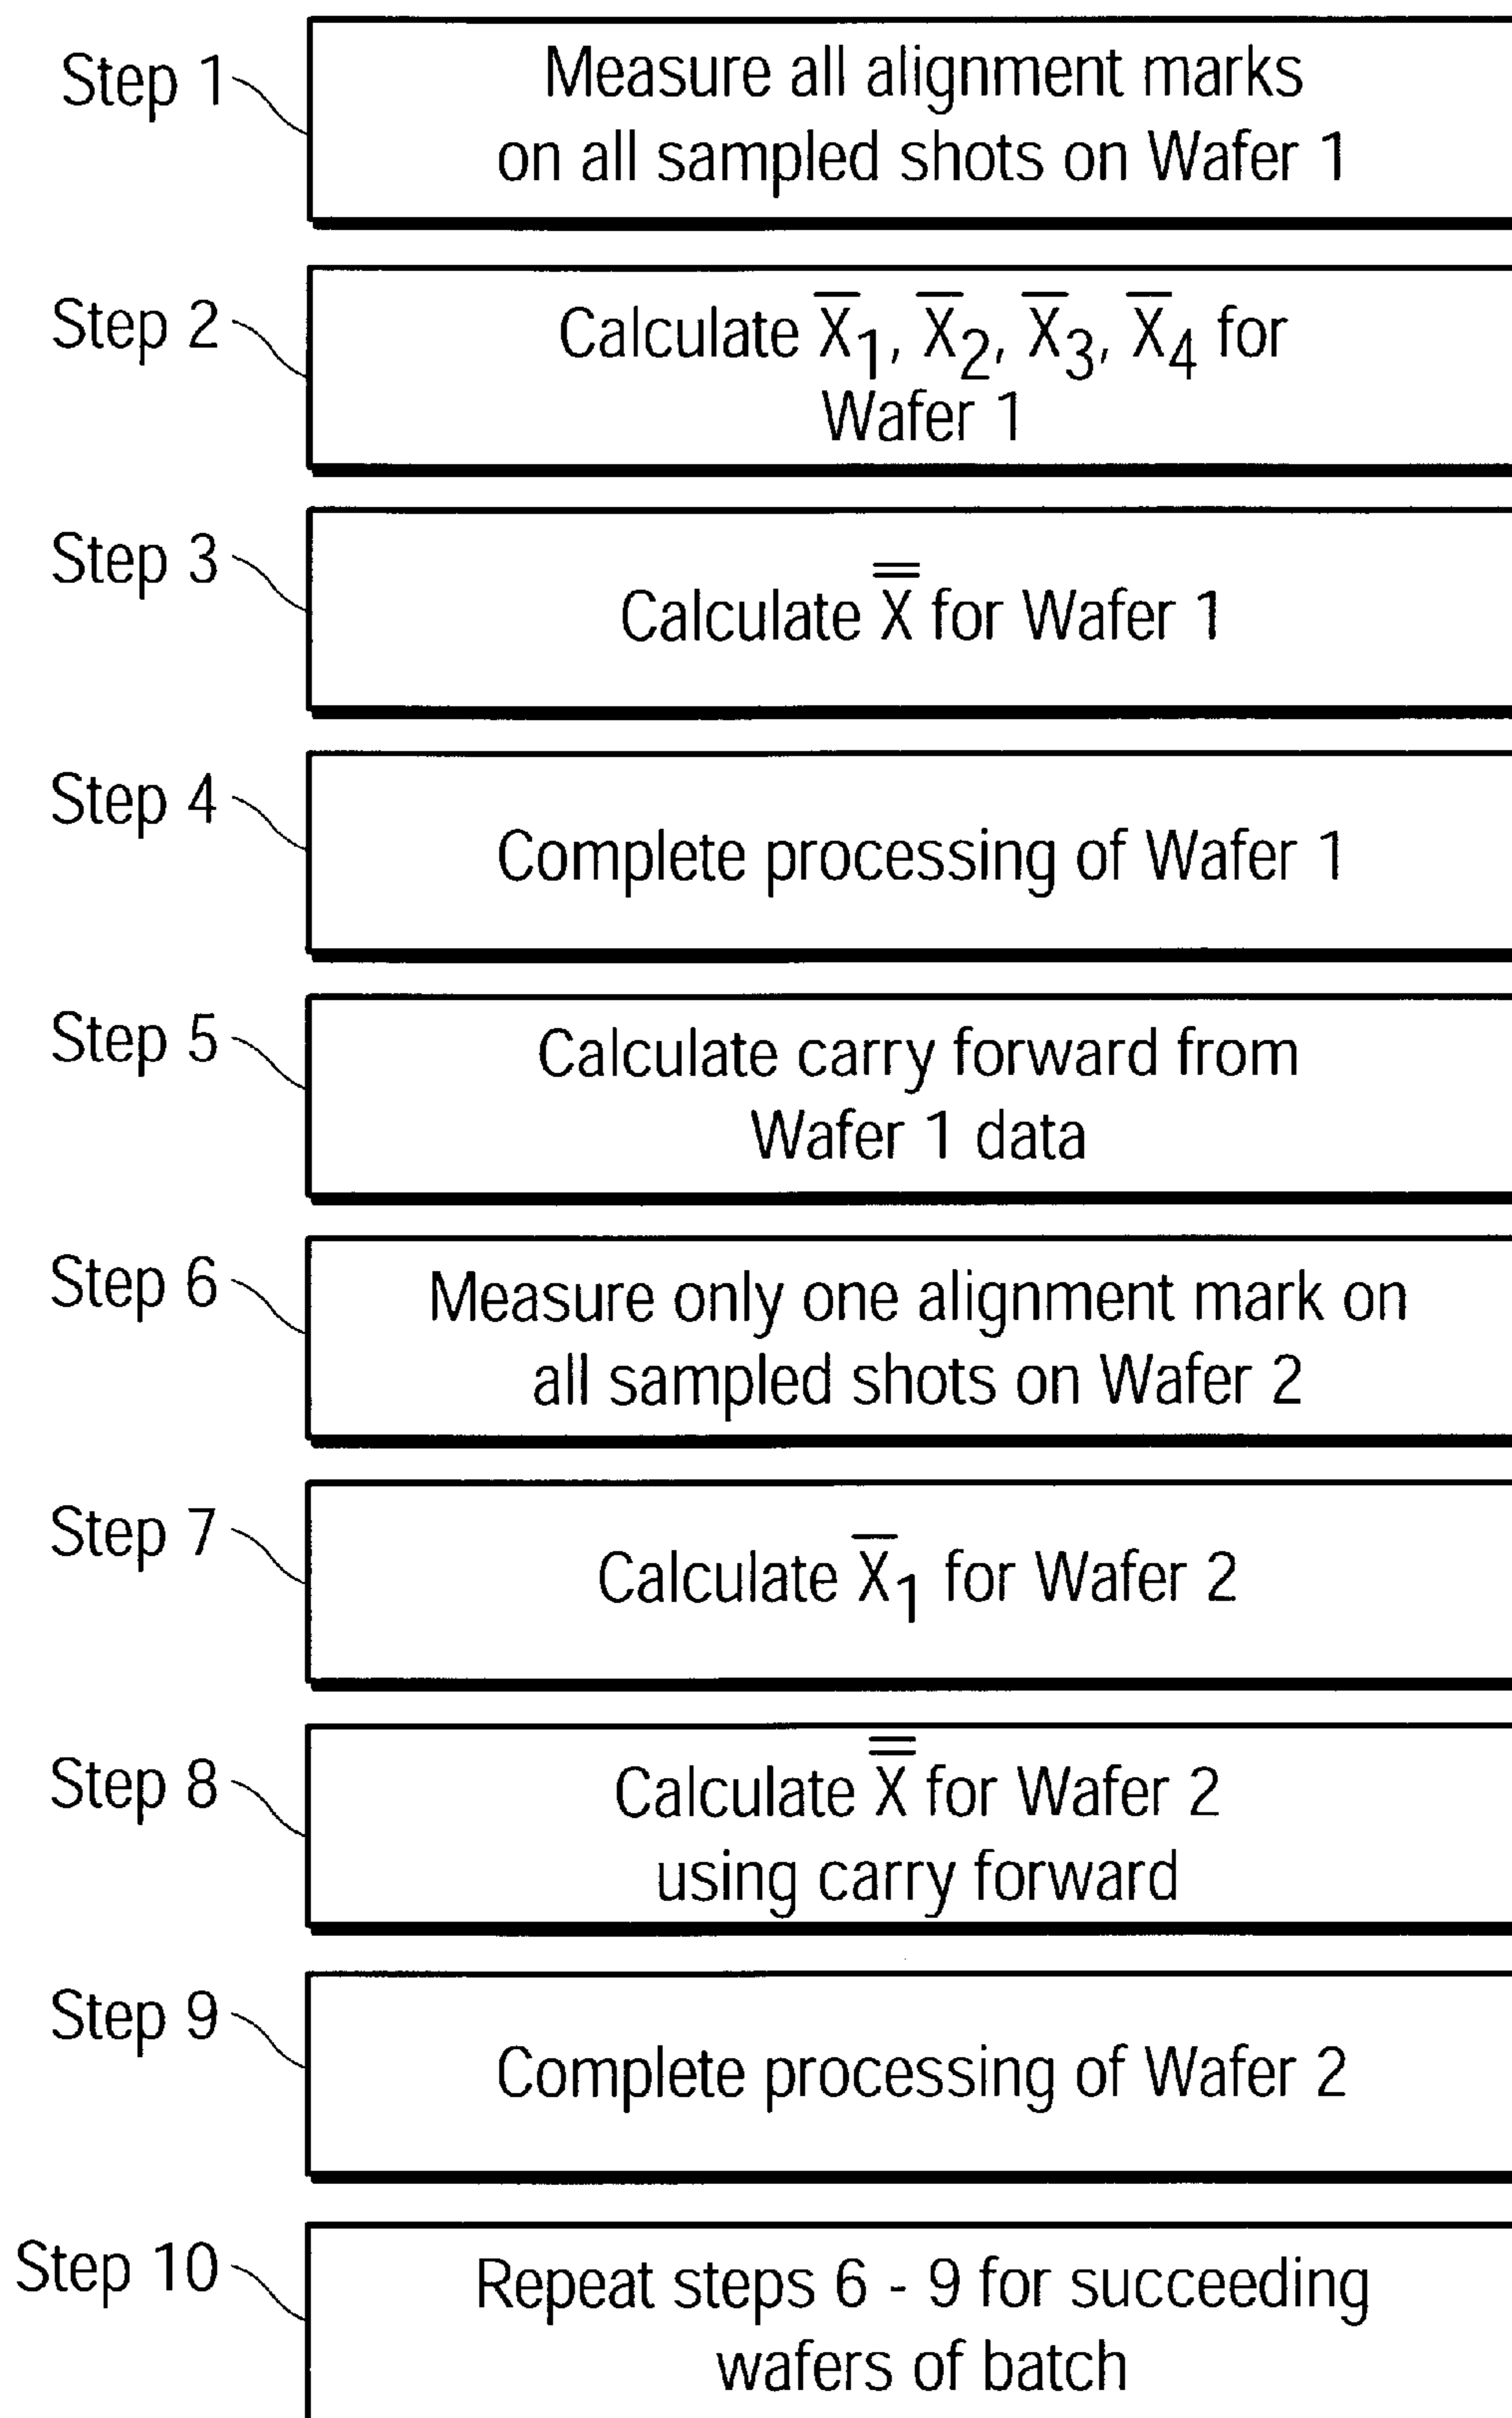 Step 1
Measure all alignment marks
on all sampled shots on Wafer 1
Step 2
Calculate X̅₁, X̅₂, X̅₃, X̅₄ for
Wafer 1
Step 3
Calculate X̿ for Wafer 1
Step 4
Complete processing of Wafer 1
Step 5
Calculate carry forward from
Wafer 1 data
Step 6
Measure only one alignment mark on
all sampled shots on Wafer 2
Step 7
Calculate X̅₁ for Wafer 2
Step 8
Calculate X̿ for Wafer 2
using carry forward
Step 9
Complete processing of Wafer 2
Step 10
Repeat steps 6 - 9 for succeeding
wafers of batch